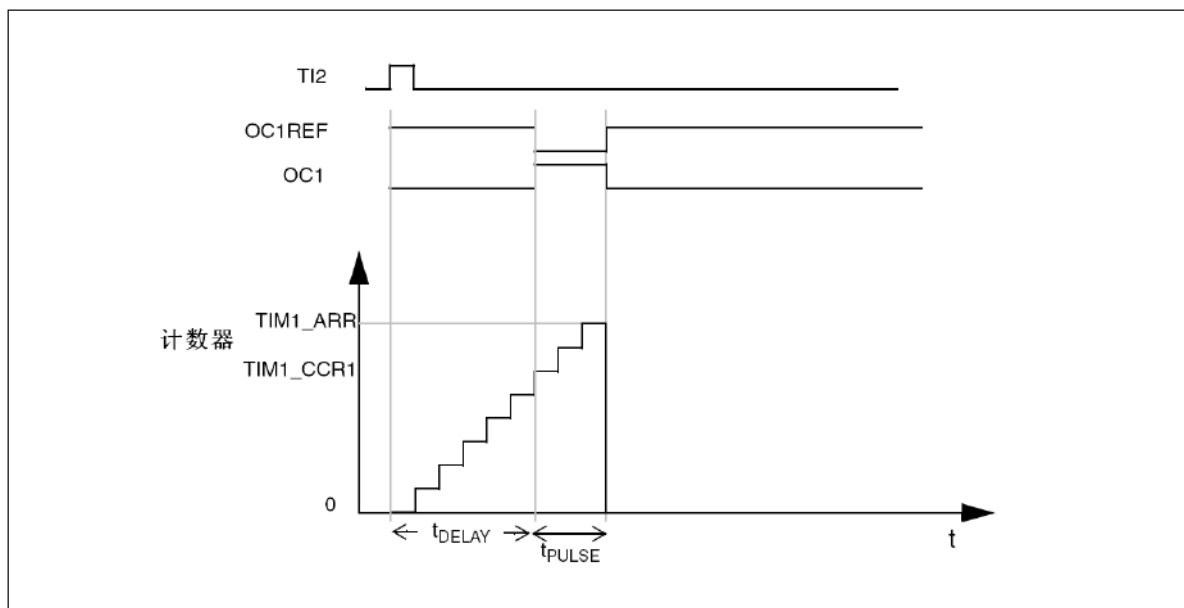 TI2
OC1REF
OC1
TIM1_ARR
计数器
TIM1_CCR1
0
tDELAY
tPULSE
t